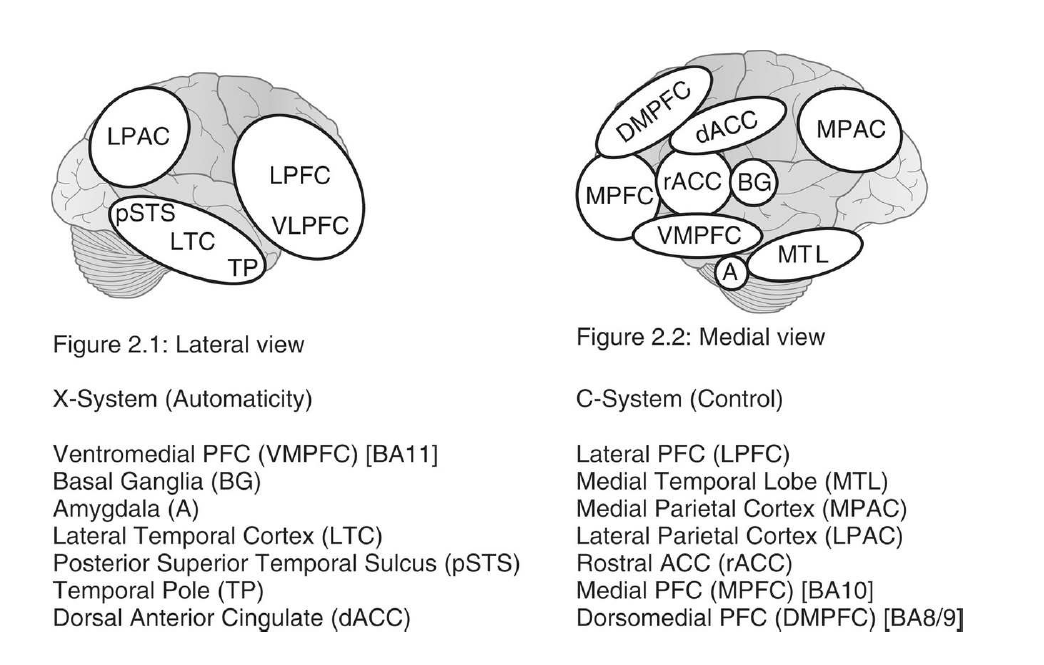 LPAC
LPFC
VLPFC
pSTS
LTC
TP
DMPFC
dACC
MPAC
MPFC
rACC
BG
VMPFC
MTL
A
Figure 2.1: Lateral view
X-System (Automaticity)
Ventromedial PFC (VMPFC) [BA11]
Basal Ganglia (BG)
Amygdala (A)
Lateral Temporal Cortex (LTC)
Posterior Superior Temporal Sulcus (pSTS)
Temporal Pole (TP)
Dorsal Anterior Cingulate (dACC)
Figure 2.2: Medial view
C-System (Control)
Lateral PFC (LPFC)
Medial Temporal Lobe (MTL)
Medial Parietal Cortex (MPAC)
Lateral Parietal Cortex (LPAC)
Rostral ACC (rACC)
Medial PFC (MPFC) [BA10]
Dorsomedial PFC (DMPFC) [BA8/9]